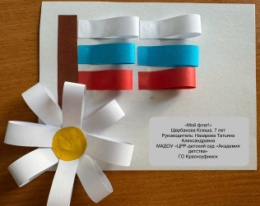 «Мой флаг!»
Щербакова Ксюша, 7 лет
Руководитель: Назарова Татьяна
Александровна
МАДОУ «ЦРР-детский сад «Академия
детства»
ГО Красноуфимск